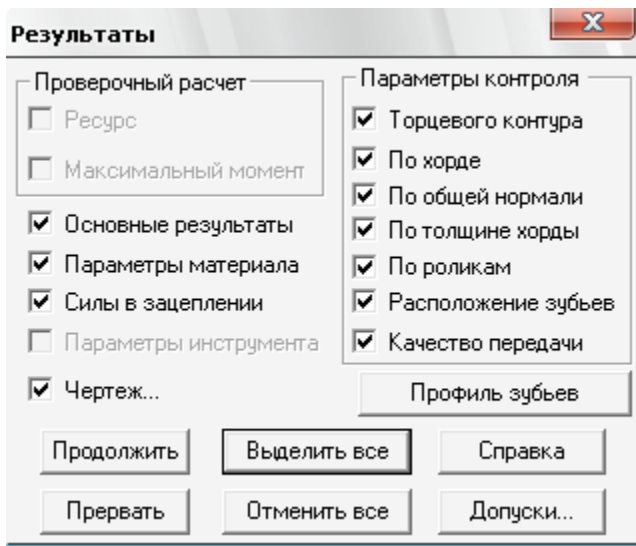 Результаты
Проверочный расчет
Ресурс
Максимальный момент
Основные результаты
Параметры материала
Силы в зацеплении
Параметры инструмента
Чертеж...
Параметры контроля
Торцевого контура
По хорде
По общей нормали
По толщине хорды
По роликам
Расположение зубьев
Качество передачи
Профиль зубьев
Продолжить
Выделить все
Справка
Прервать
Отменить все
Допуски...